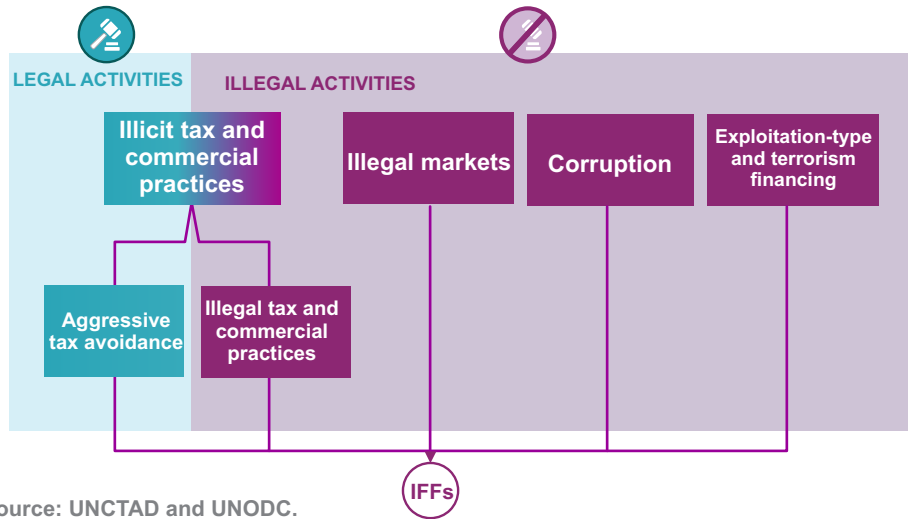 LEGAL ACTIVITIES
ILLEGAL ACTIVITIES
Illicit tax and
commercial
practices
Illegal markets
Corruption
Exploitation-type
and terrorism
financing
Aggressive
tax avoidance
Illegal tax and
commercial
practices
IFFs
ource: UNCTAD and UNODC.